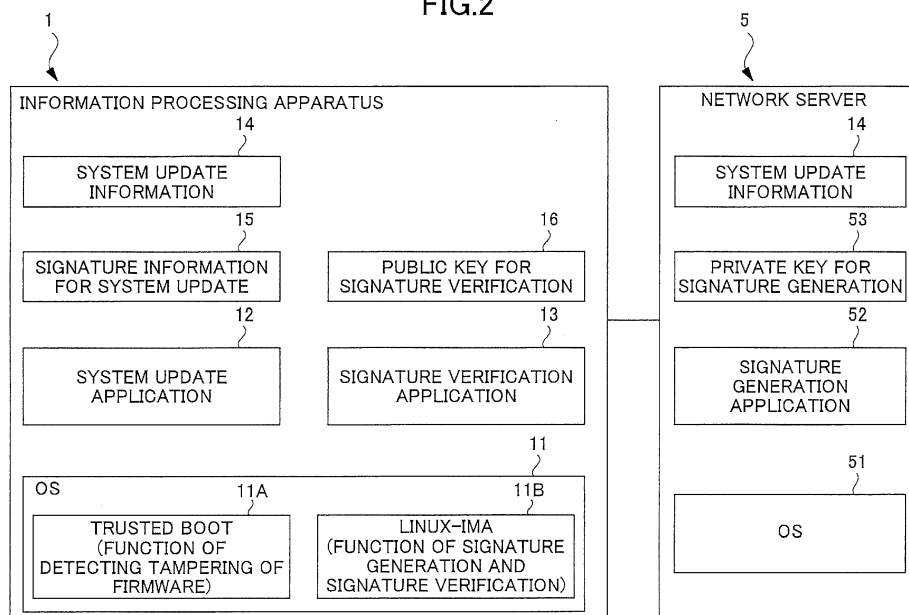 FIG.2
1
5
INFORMATION PROCESSING APPARATUS
NETWORK SERVER
14
SYSTEM UPDATE
INFORMATION
14
SYSTEM UPDATE
INFORMATION
15
SIGNATURE INFORMATION
FOR SYSTEM UPDATE
16
PUBLIC KEY FOR
SIGNATURE VERIFICATION
53
PRIVATE KEY FOR
SIGNATURE GENERATION
12
SYSTEM UPDATE
APPLICATION
13
SIGNATURE VERIFICATION
APPLICATION
52
SIGNATURE
GENERATION
APPLICATION
11
OS
11A
TRUSTED BOOT
(FUNCTION OF
DETECTING TAMPERING OF
FIRMWARE)
11B
LINUX-IMA
(FUNCTION OF SIGNATURE
GENERATION AND
SIGNATURE VERIFICATION)
51
OS